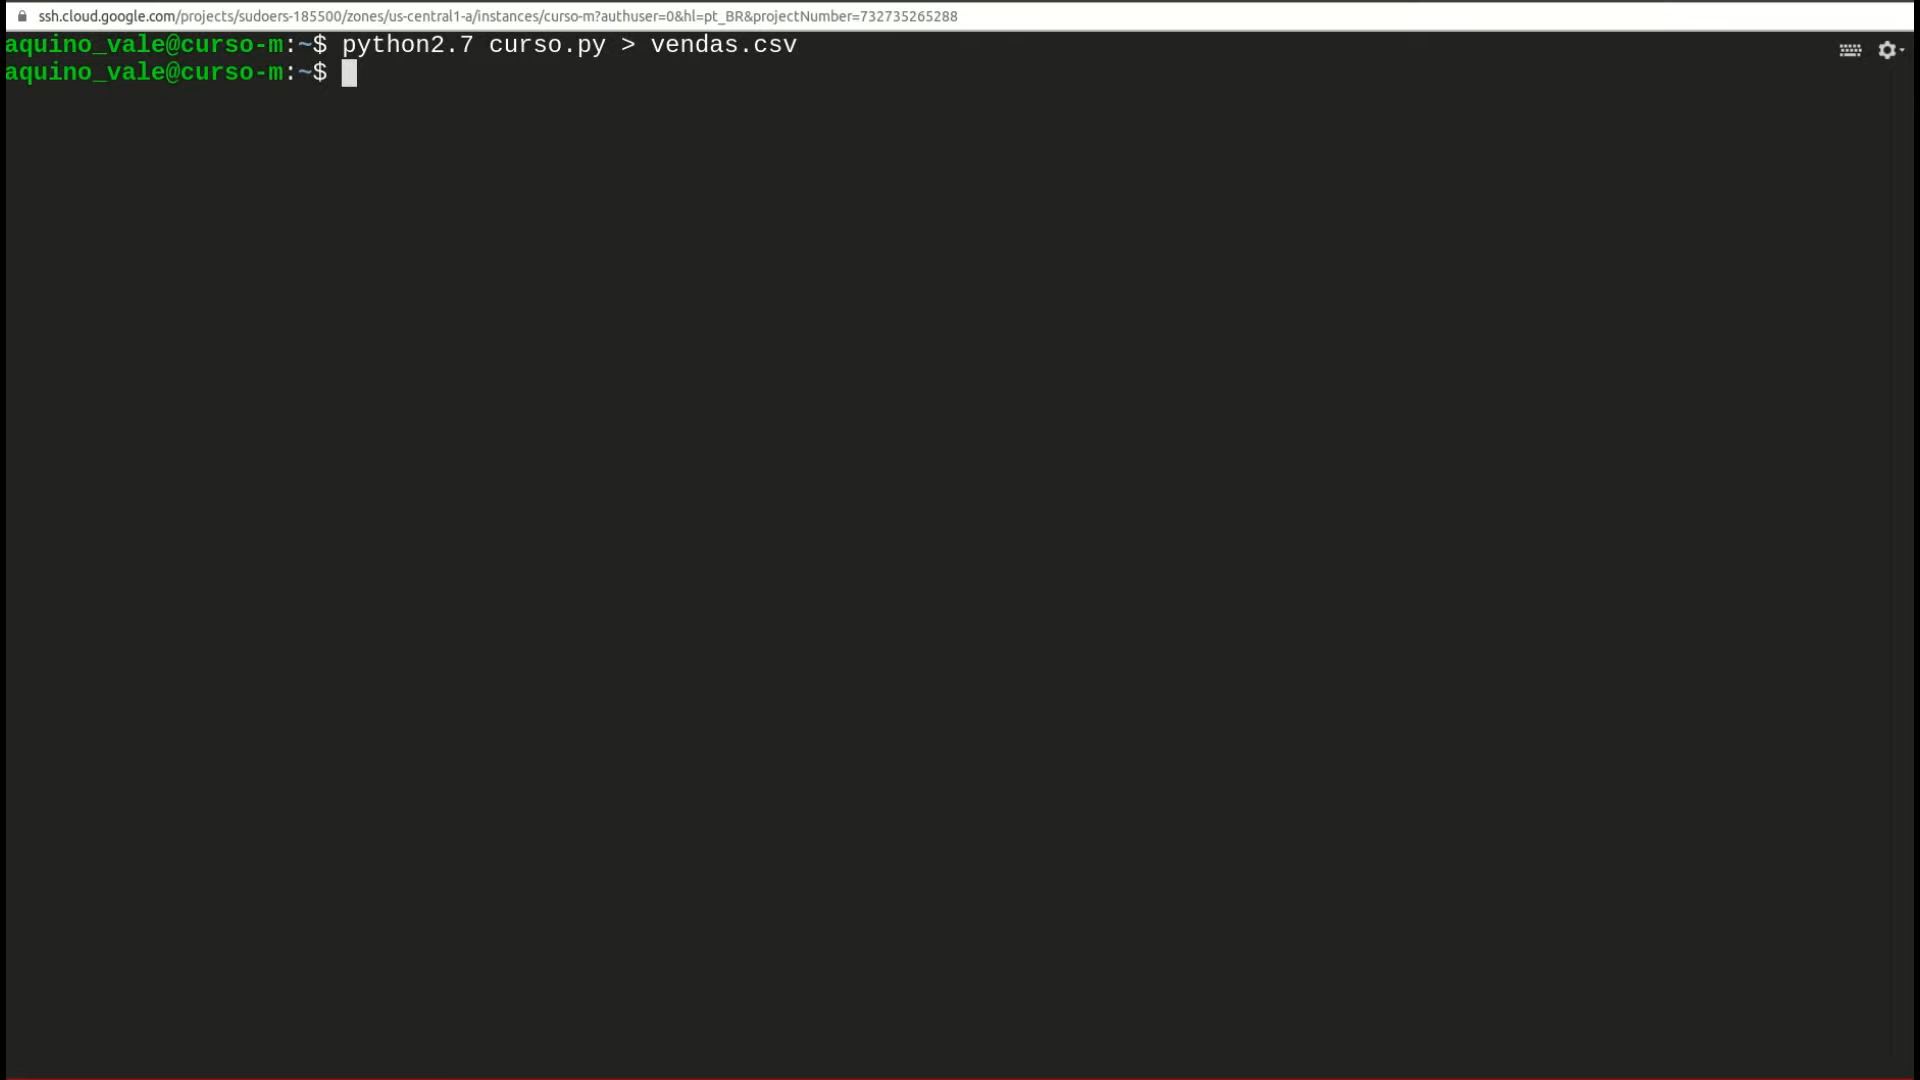 ssh.cloud.google.com/projects/sudoers-185500/zones/us-central1-a/instances/curso-m?authuser=0&hl=pt_BR&projectNumber=732735265288
aquino_vale@curso-m:~$ python2.7 curso.py > vendas.csv
aquino_vale@curso-m:~$